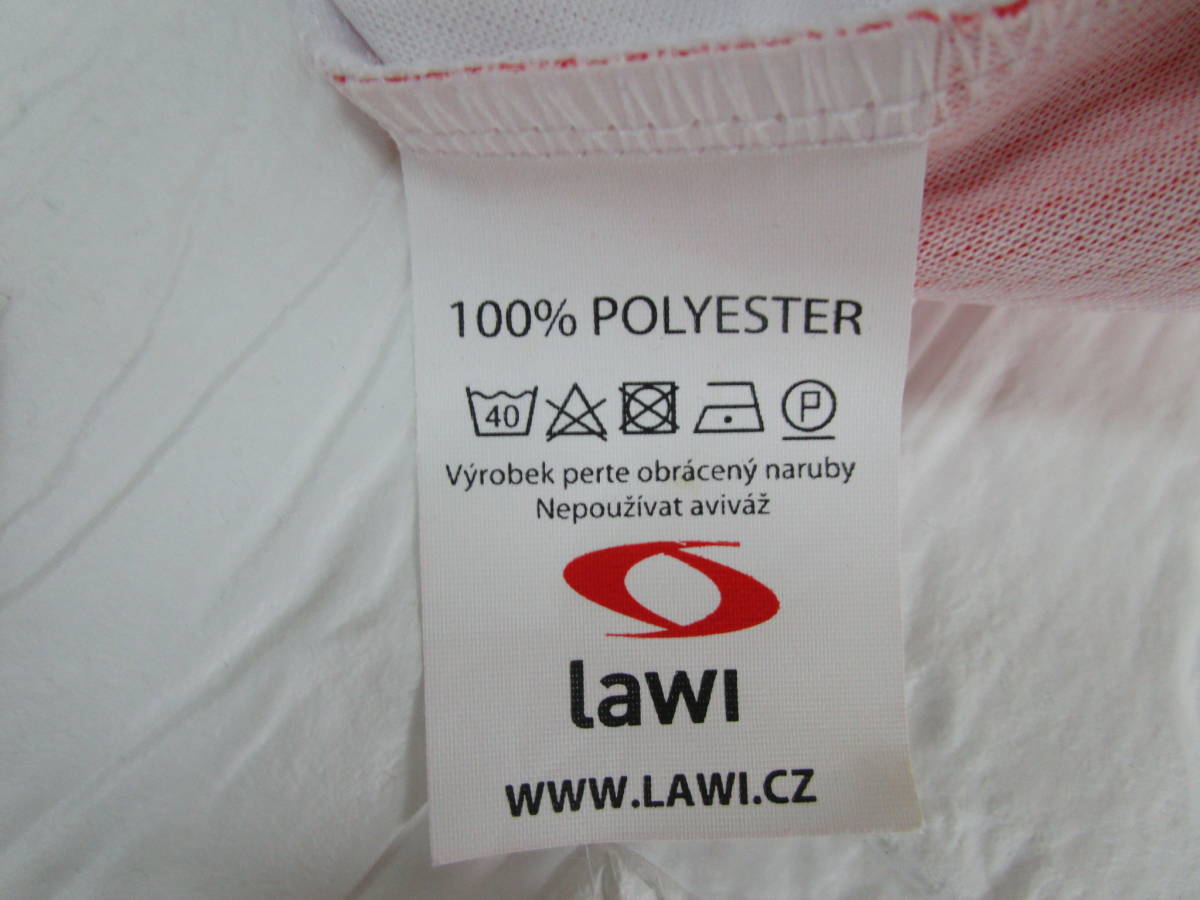 100% POLYESTER
40 P
Výrobek perte obrácený naruby
Nepoužívat aviváž
lawi
WWW.LAWI.CZ